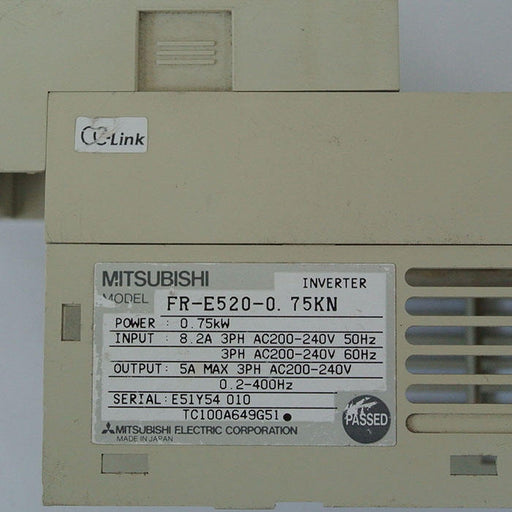 CC-Link
MITSUBISHI INVERTER
MODEL FR-E520-0.75KN
POWER : 0.75kW
INPUT : 8.2A 3PH AC200-240V 50Hz
3PH AC200-240V 60Hz
OUTPUT: 5A MAX 3PH AC200-240V
0.2-400Hz
SERIAL: E51Y54 010
TC100A649G51
PASSED
MITSUBISHI ELECTRIC CORPORATION
MADE IN JAPAN